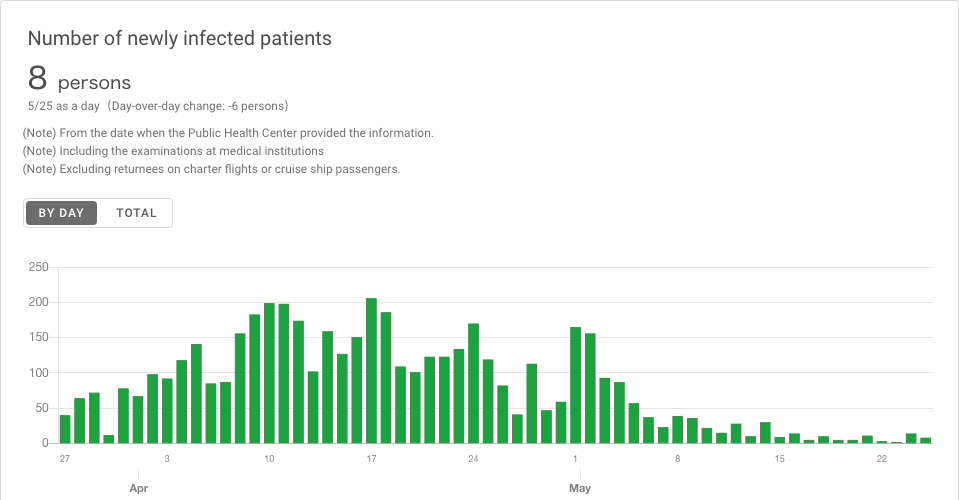 Number of newly infected patients
8 persons
5/25 as a day（Day-over-day change: -6 persons）
(Note) From the date when the Public Health Center provided the information.
(Note) Including the examinations at medical institutions
(Note) Excluding returnees on charter flights or cruise ship passengers.
BY DAY TOTAL
250
200
150
100
50
0
27 3 10 17 24 1 8 15 22
Apr May